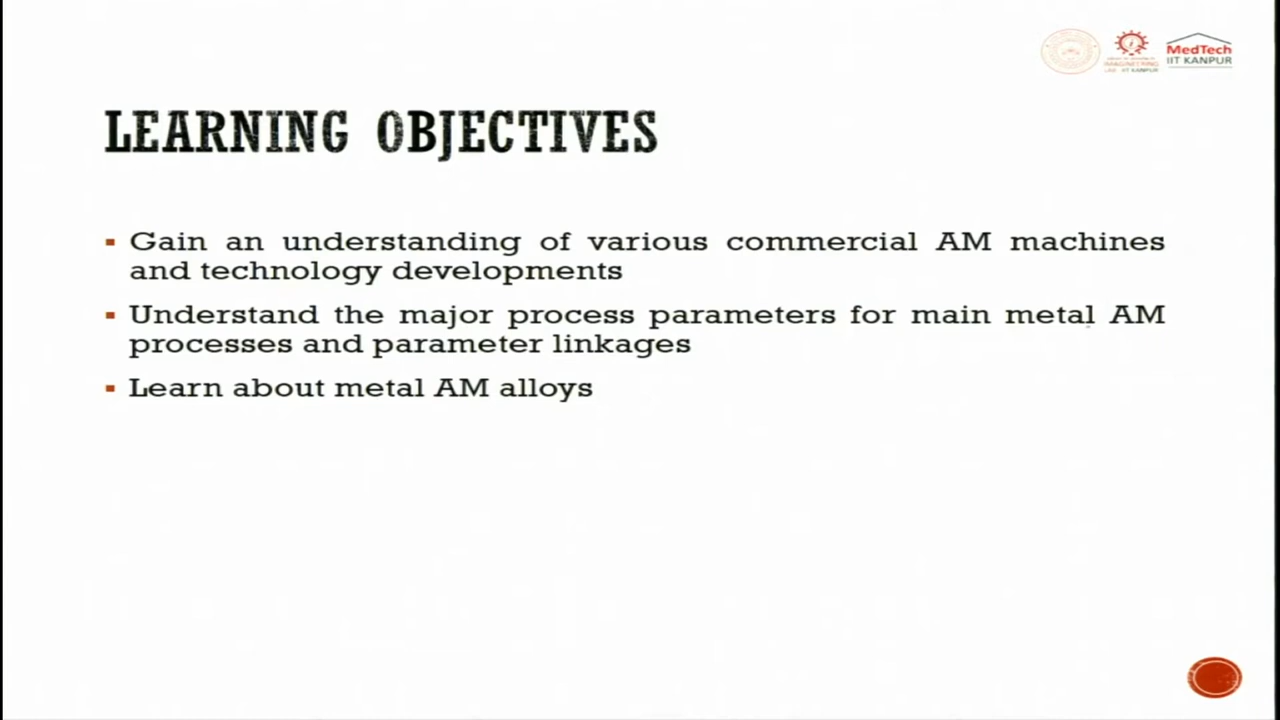 MedTech
IIT KANPUR
LEARNING OBJECTIVES
Gain an understanding of various commercial AM machines
and technology developments
Understand the major process parameters for main metal AM
processes and parameter linkages
Learn about metal AM alloys